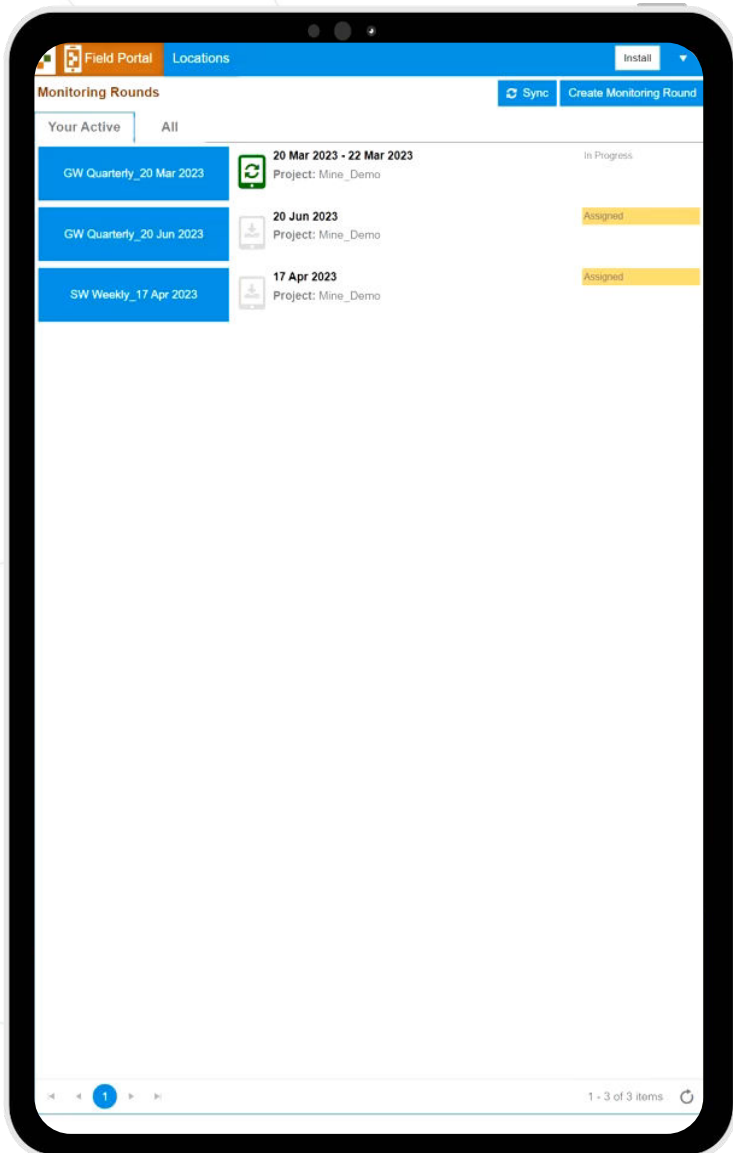 Field Portal Locations Install
Monitoring Rounds Sync Create Monitoring Round
Your Active All
GW Quarterly_20 Mar 2023
20 Mar 2023 - 22 Mar 2023
Project: Mine_Demo
In Progress
GW Quarterly_20 Jun 2023
20 Jun 2023
Project: Mine_Demo
Assigned
SW Weekly_17 Apr 2023
17 Apr 2023
Project: Mine_Demo
Assigned
1 1 - 3 of 3 items